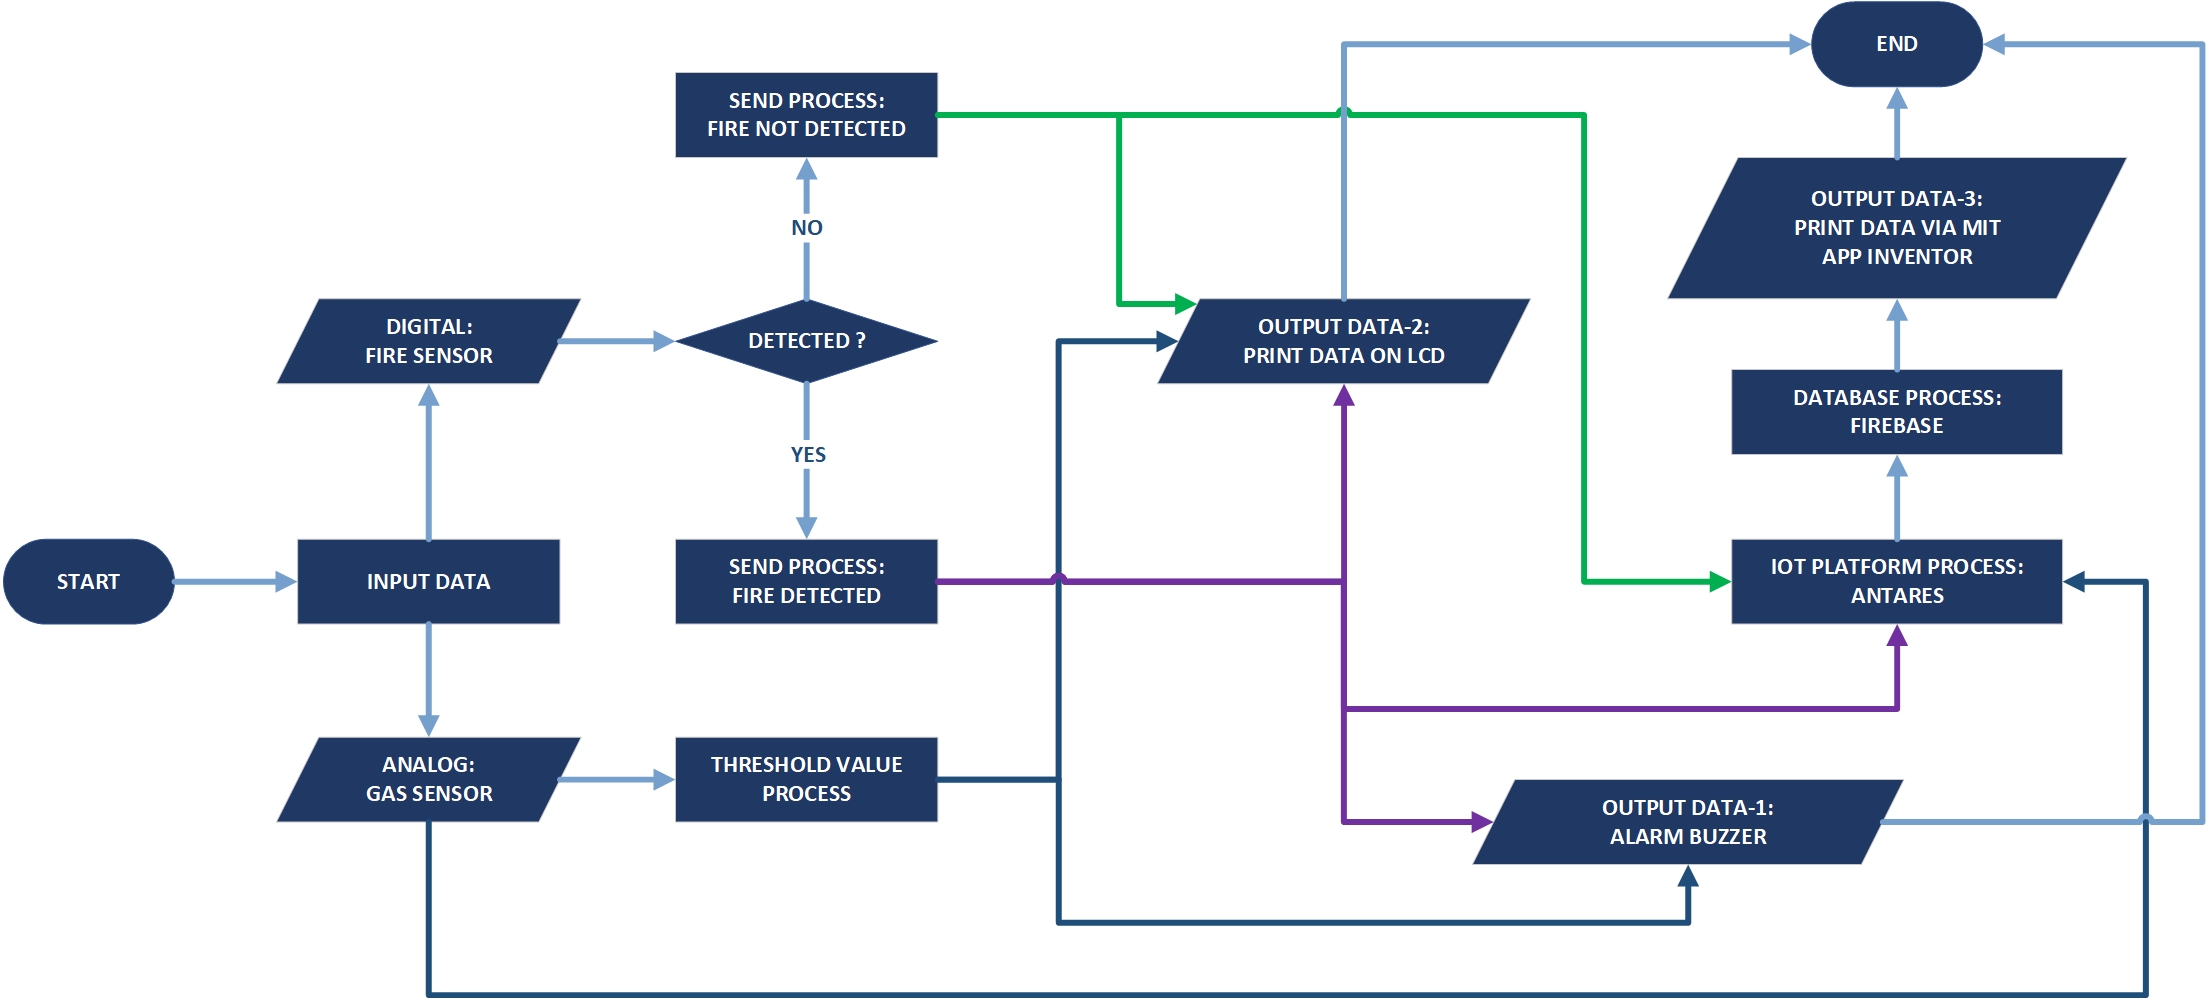 END
SEND PROCESS:
FIRE NOT DETECTED
OUTPUT DATA-3:
PRINT DATA VIA MIT
APP INVENTOR
NO
DIGITAL:
FIRE SENSOR
DETECTED ?
OUTPUT DATA-2:
PRINT DATA ON LCD
DATABASE PROCESS:
FIREBASE
YES
START
INPUT DATA
SEND PROCESS:
FIRE DETECTED
IOT PLATFORM PROCESS:
ANTARES
ANALOG:
GAS SENSOR
THRESHOLD VALUE
PROCESS
OUTPUT DATA-1:
ALARM BUZZER